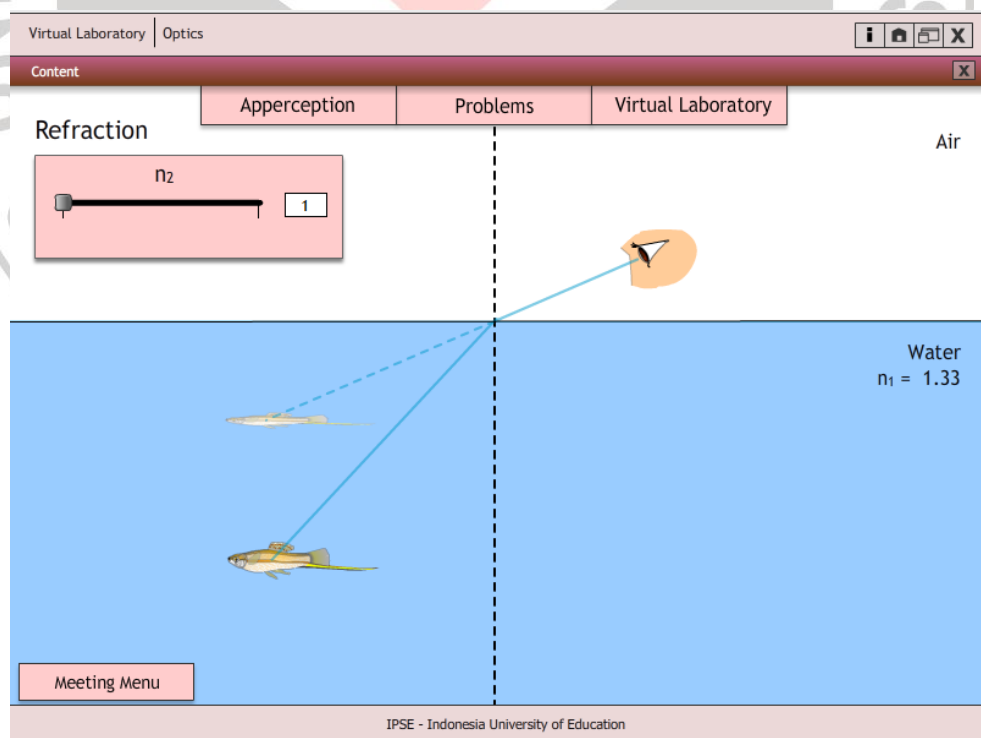 Virtual Laboratory Optics
i X
Content X
Apperception Problems Virtual Laboratory
Refraction
Air
n₂
1
Water
n₁ = 1.33
Meeting Menu
IPSE - Indonesia University of Education